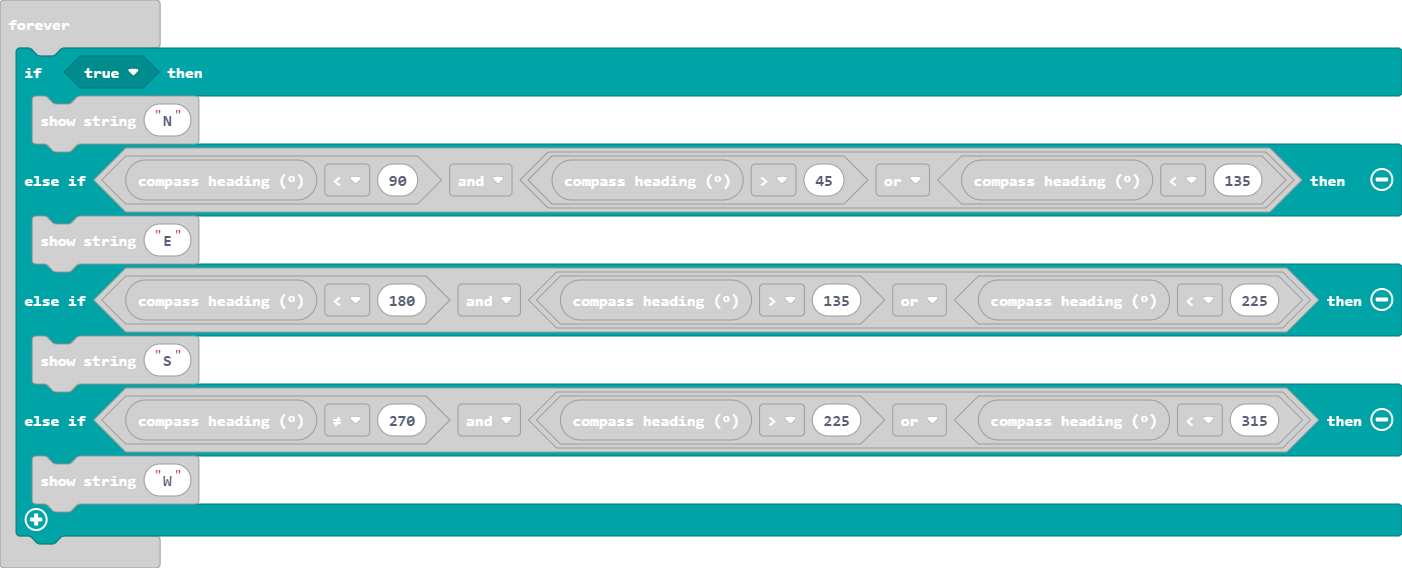 forever
if true then
show string "N"
else if compass heading (º) < 90 and compass heading (º) > 45 or compass heading (º) < 135 then
show string "E"
else if compass heading (º) < 180 and compass heading (º) > 135 or compass heading (º) < 225 then
show string "S"
else if compass heading (º) ≠ 270 and compass heading (º) > 225 or compass heading (º) < 315 then
show string "W"